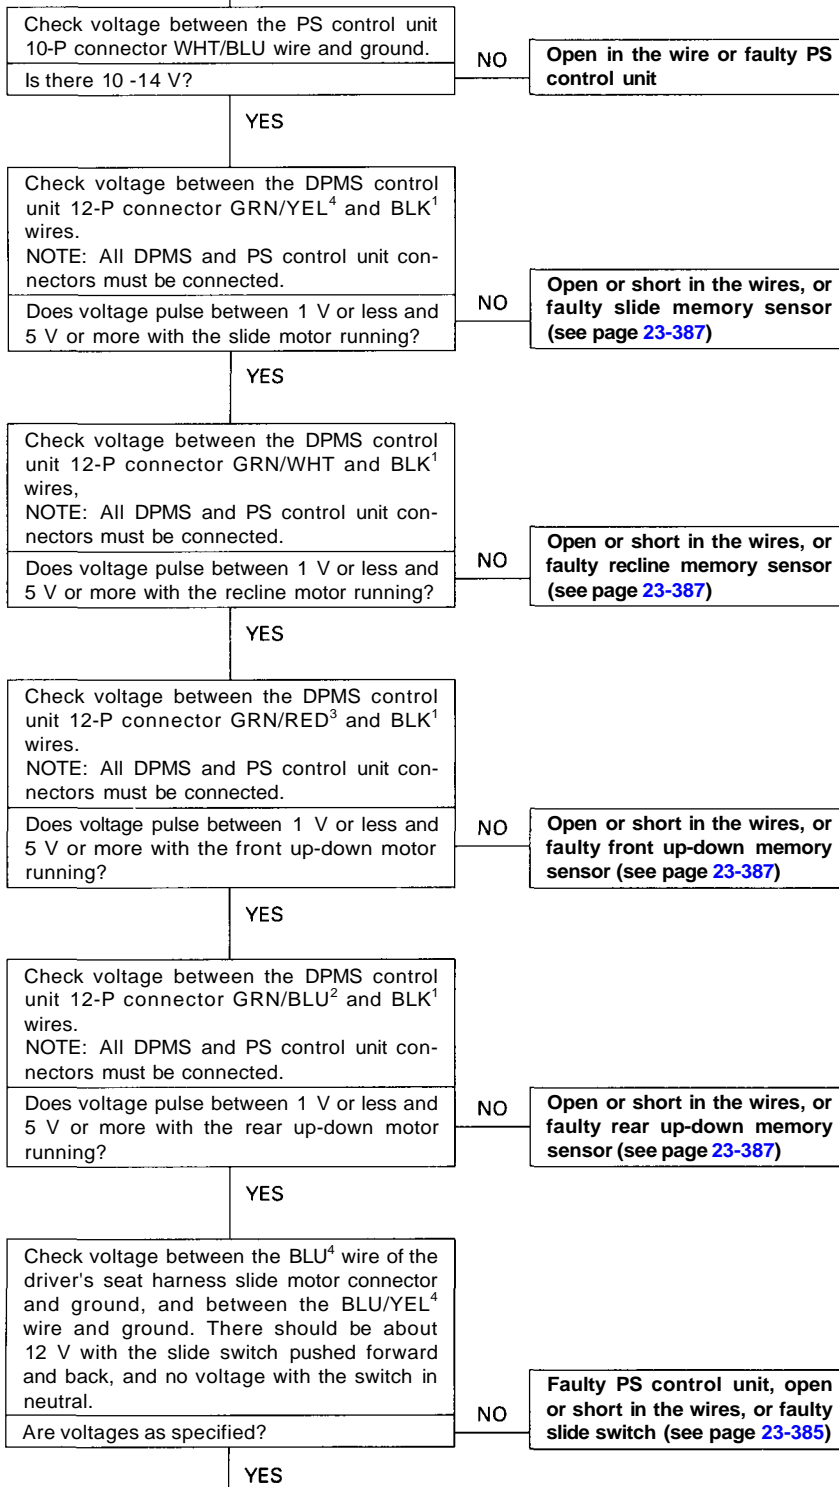 Check voltage between the PS control unit
10-P connector WHT/BLU wire and ground.
Is there 10 -14 V?
NO
Open in the wire or faulty PS
control unit
YES
Check voltage between the DPMS control
unit 12-P connector GRN/YEL⁴ and BLK¹
wires.
NOTE: All DPMS and PS control unit con-
nectors must be connected.
Does voltage pulse between 1 V or less and
5 V or more with the slide motor running?
NO
Open or short in the wires, or
faulty slide memory sensor
(see page 23-387)
YES
Check voltage between the DPMS control
unit 12-P connector GRN/WHT and BLK¹
wires,
NOTE: All DPMS and PS control unit con-
nectors must be connected.
Does voltage pulse between 1 V or less and
5 V or more with the recline motor running?
NO
Open or short in the wires, or
faulty recline memory sensor
(see page 23-387)
YES
Check voltage between the DPMS control
unit 12-P connector GRN/RED³ and BLK¹
wires.
NOTE: All DPMS and PS control unit con-
nectors must be connected.
Does voltage pulse between 1 V or less and
5 V or more with the front up-down motor
running?
NO
Open or short in the wires, or
faulty front up-down memory
sensor (see page 23-387)
YES
Check voltage between the DPMS control
unit 12-P connector GRN/BLU² and BLK¹
wires.
NOTE: All DPMS and PS control unit con-
nectors must be connected.
Does voltage pulse between 1 V or less and
5 V or more with the rear up-down motor
running?
NO
Open or short in the wires, or
faulty rear up-down memory
sensor (see page 23-387)
YES
Check voltage between the BLU⁴ wire of the
driver's seat harness slide motor connector
and ground, and between the BLU/YEL⁴
wire and ground. There should be about
12 V with the slide switch pushed forward
and back, and no voltage with the switch in
neutral.
Are voltages as specified?
NO
Faulty PS control unit, open
or short in the wires, or faulty
slide switch (see page 23-385)
YES